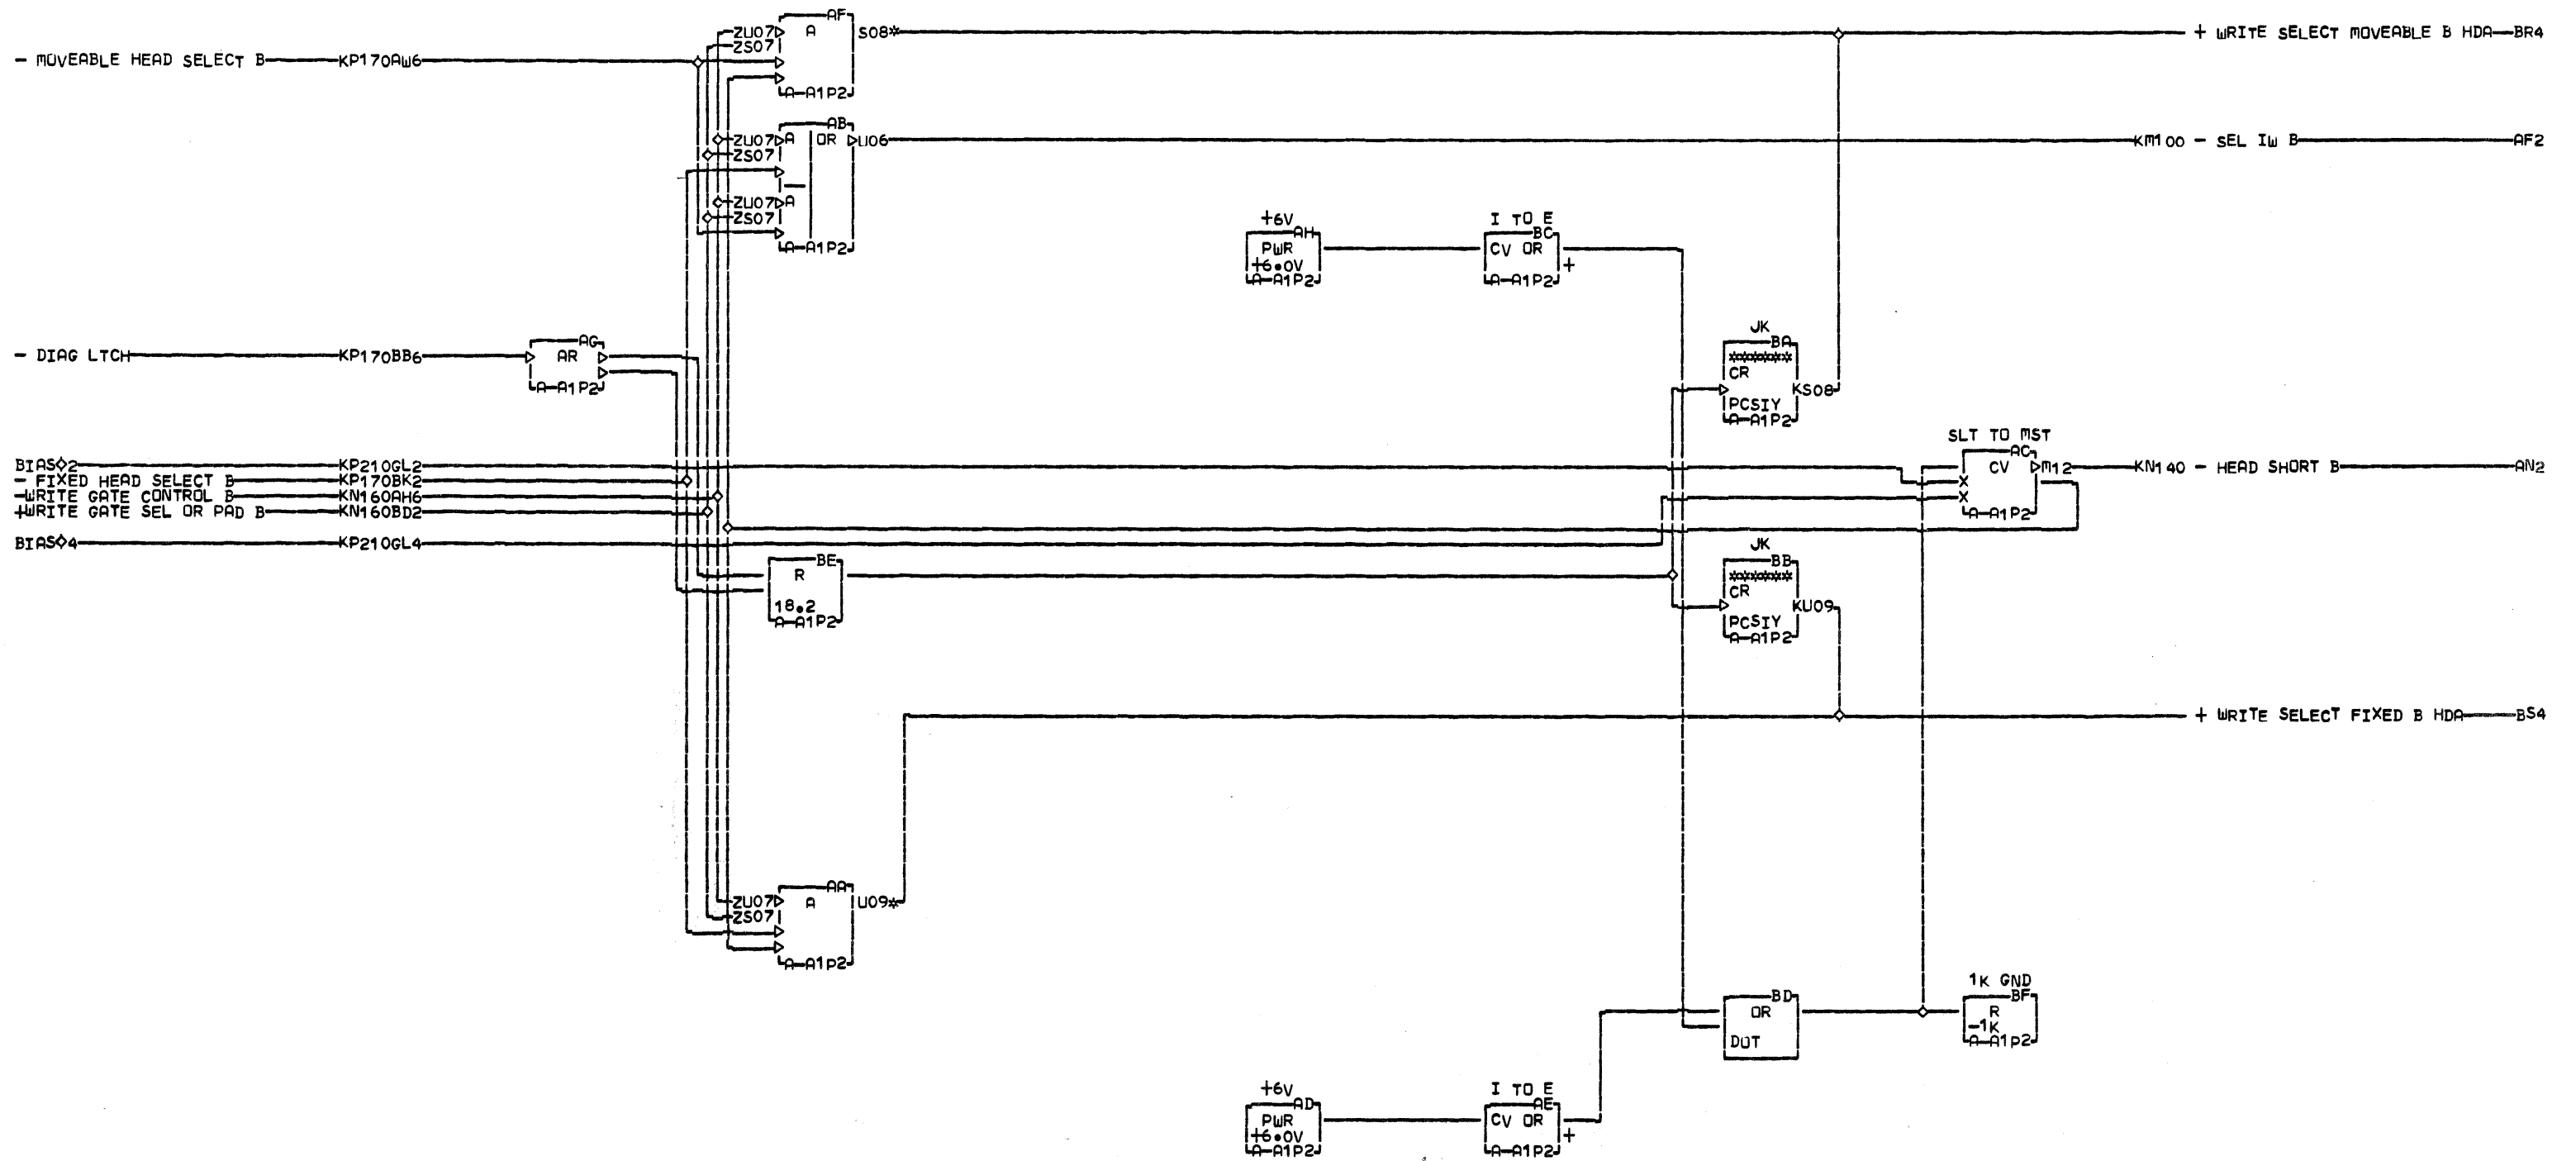 AF
ZU07 A S08* + WRITE SELECT MOVEABLE B HDA BR4
ZS07
- MOVEABLE HEAD SELECT B KP170AW6
A-A1P2
AB
ZU07 A OR U06 KM100 - SEL IW B AF2
ZS07
ZU07 A
ZS07
A-A1P2
+6V
AH
PWR
+6.0V
A-A1P2
I TO E
BC
CV OR
+
A-A1P2
JK
BA
******
CR
KS08
PCSIY
A-A1P2
- DIAG LTCH KP170BB6
AG
AR
A-A1P2
SLT TO MST
AC
CV M12 KN140 - HEAD SHORT B AN2
X
X
A-A1P2
BIAS◇2 KP210GL2
- FIXED HEAD SELECT B KP170BK2
-WRITE GATE CONTROL B KN160AH6
+WRITE GATE SEL OR PAD B KN160BD2
BIAS◇4 KP210GL4
BE
R
18.2
A-A1P2
JK
BB
******
CR
KU09
PCSIY
A-A1P2
+ WRITE SELECT FIXED B HDA BS4
AA
ZU07 A U09*
ZS07
A-A1P2
BD
OR
DOT
1K GND
BF
R
-1K
A-A1P2
+6V
AD
PWR
+6.0V
A-A1P2
I TO E
AE
CV OR
+
A-A1P2